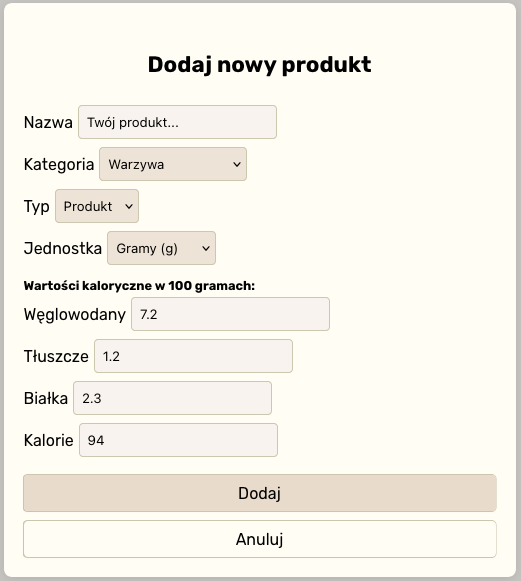 Dodaj nowy produkt
Nazwa Twój produkt...
Kategoria Warzywa
Typ Produkt
Jednostka Gramy (g)
Wartości kaloryczne w 100 gramach:
Węglowodany 7.2
Tłuszcze 1.2
Białka 2.3
Kalorie 94
Dodaj
Anuluj